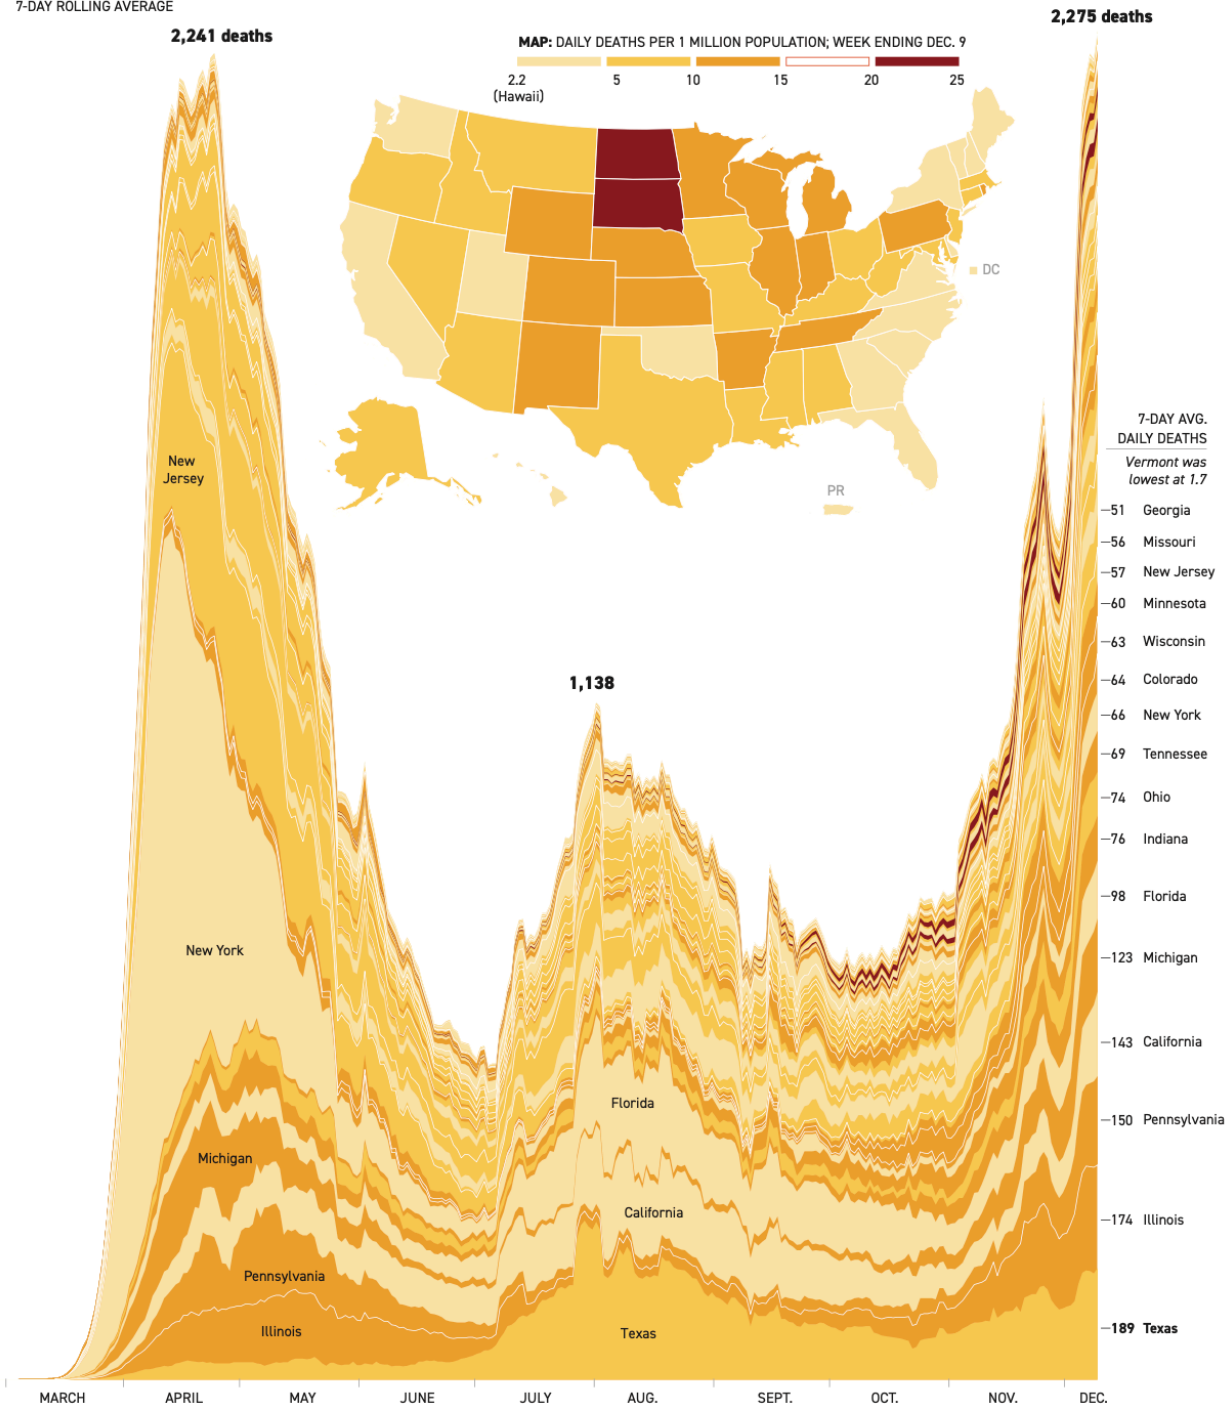 7-DAY ROLLING AVERAGE
2,241 deaths
2,275 deaths
MAP: DAILY DEATHS PER 1 MILLION POPULATION; WEEK ENDING DEC. 9
2.2 5 10 15 20 25
(Hawaii)
DC
PR
7-DAY AVG.
DAILY DEATHS
Vermont was
lowest at 1.7
51 Georgia
56 Missouri
57 New Jersey
60 Minnesota
63 Wisconsin
64 Colorado
66 New York
69 Tennessee
74 Ohio
76 Indiana
98 Florida
123 Michigan
143 California
150 Pennsylvania
174 Illinois
189 Texas
New
Jersey
1,138
New York
Florida
Michigan
California
Pennsylvania
Illinois
Texas
MARCH APRIL MAY JUNE JULY AUG. SEPT. OCT. NOV. DEC.